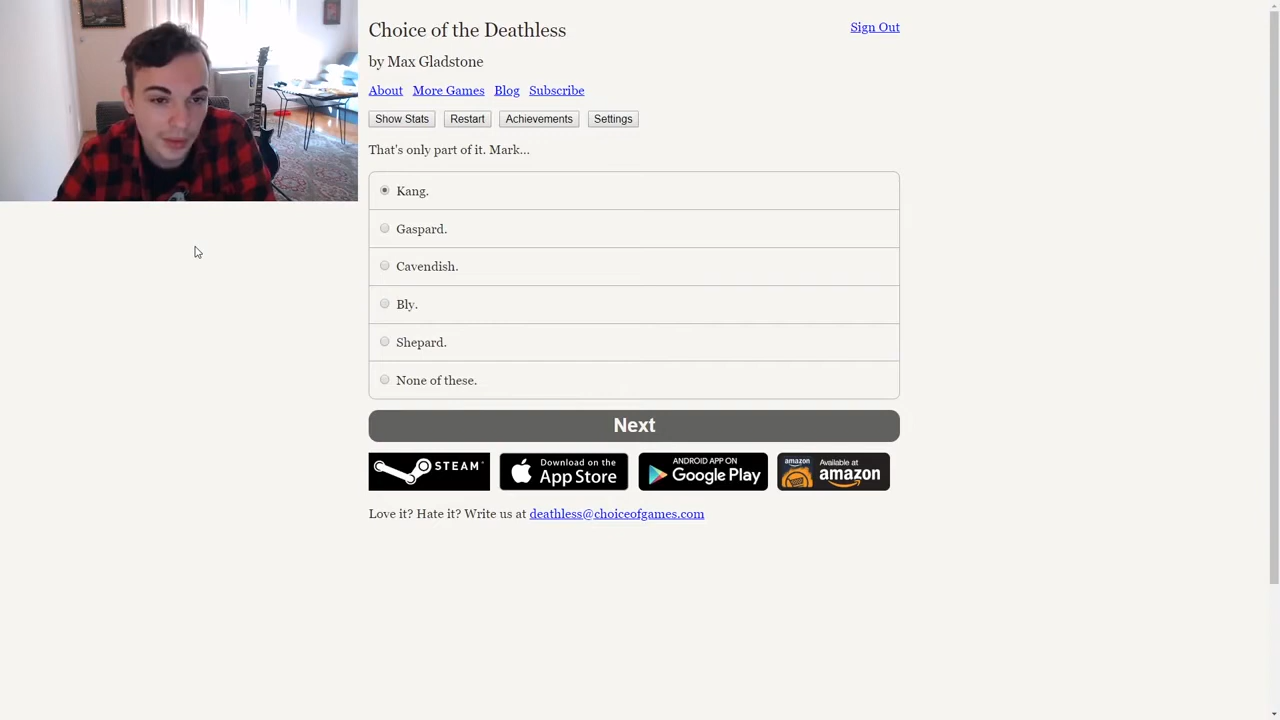 Choice of the Deathless
Sign Out
by Max Gladstone
About More Games Blog Subscribe
Show Stats Restart Achievements Settings
That's only part of it. Mark...
Kang.
Gaspard.
Cavendish.
Bly.
Shepard.
None of these.
Next
STEAM™
Download on the
App Store
ANDROID APP ON
Google Play
amazon
Available at
amazon
Love it? Hate it? Write us at deathless@choiceofgames.com